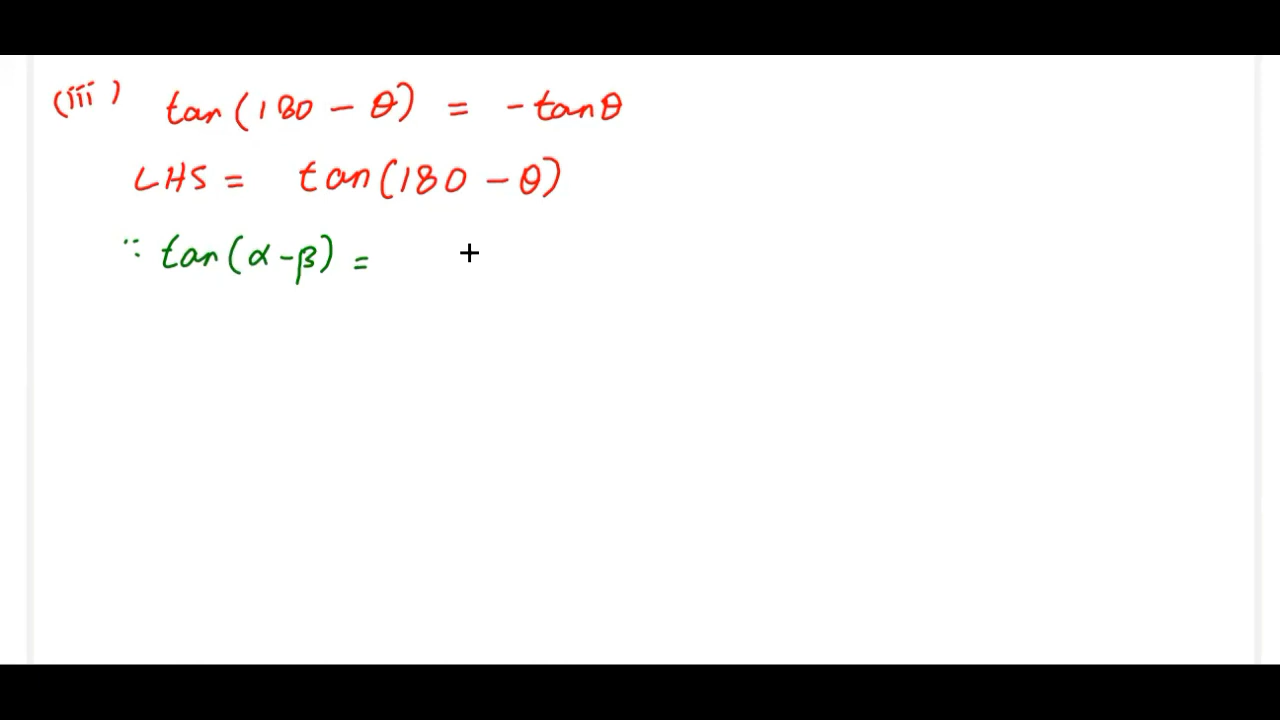 (iii) tan(180 - θ) = -tanθ
LHS = tan(180 - θ)
∵ tan(α-β) =